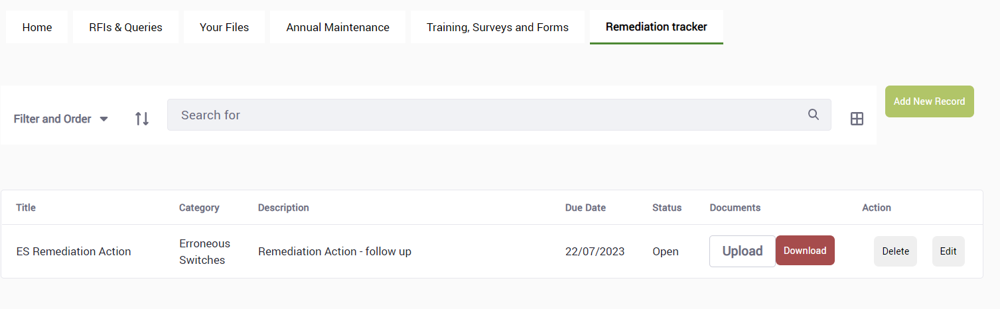 Home RFIs & Queries Your Files Annual Maintenance Training, Surveys and Forms Remediation tracker
Filter and Order Search for Add New Record
Title Category Description Due Date Status Documents Action
ES Remediation Action Erroneous Switches Remediation Action - follow up 22/07/2023 Open Upload Download Delete Edit